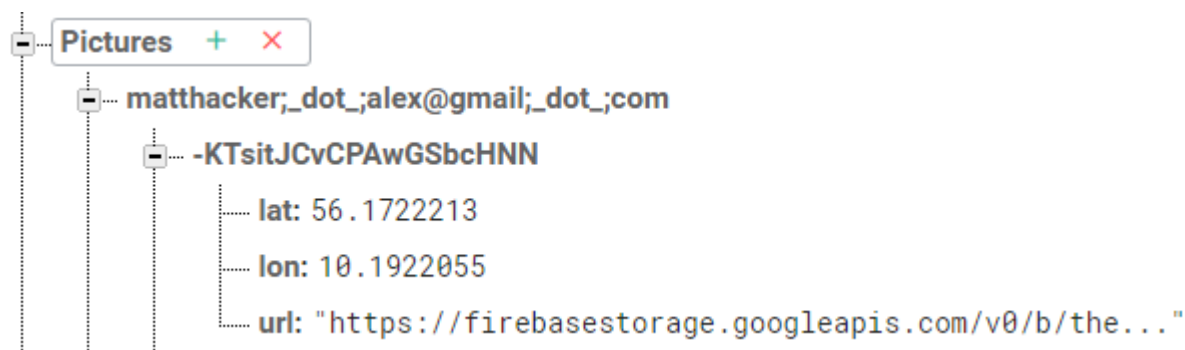 Pictures + ×
matthacker;_dot_;alex@gmail;_dot_;com
-KTsitJCvCPAwGSbcHNN
lat: 56.1722213
lon: 10.1922055
url: "https://firebasestorage.googleapis.com/v0/b/the..."